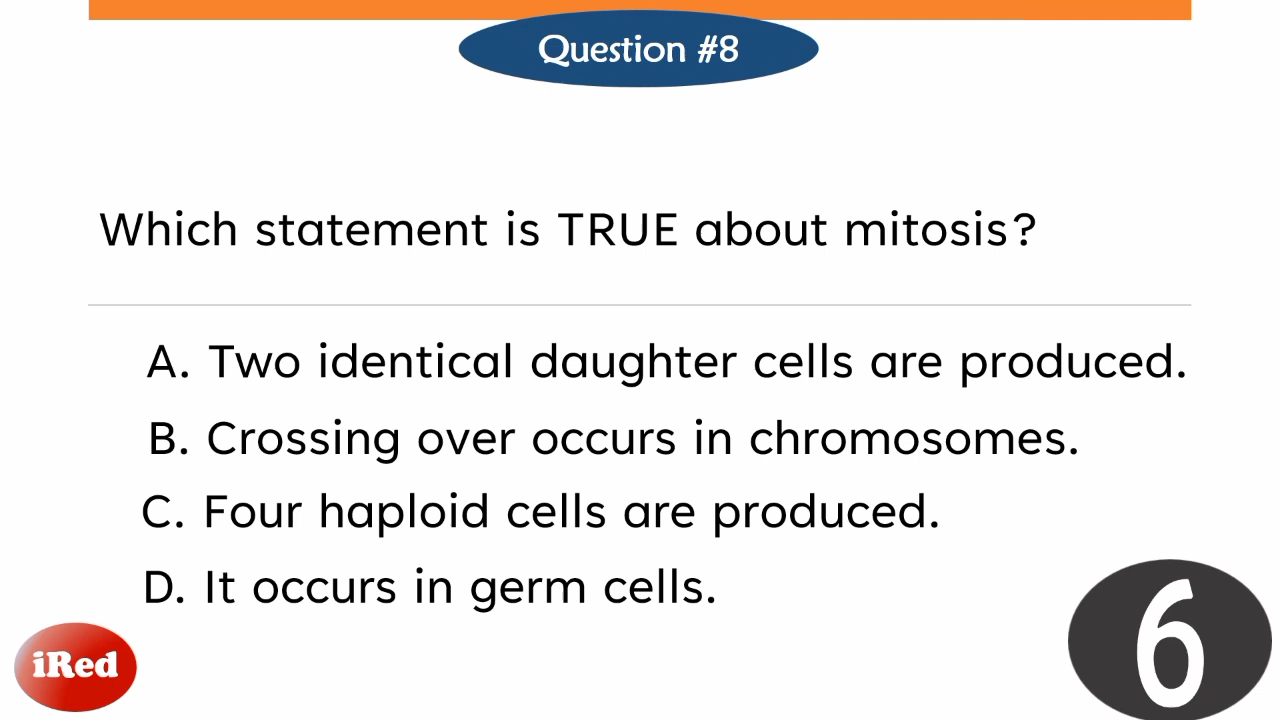 Question #8
Which statement is TRUE about mitosis?
A. Two identical daughter cells are produced.
B. Crossing over occurs in chromosomes.
C. Four haploid cells are produced.
D. It occurs in germ cells.
iRed
6